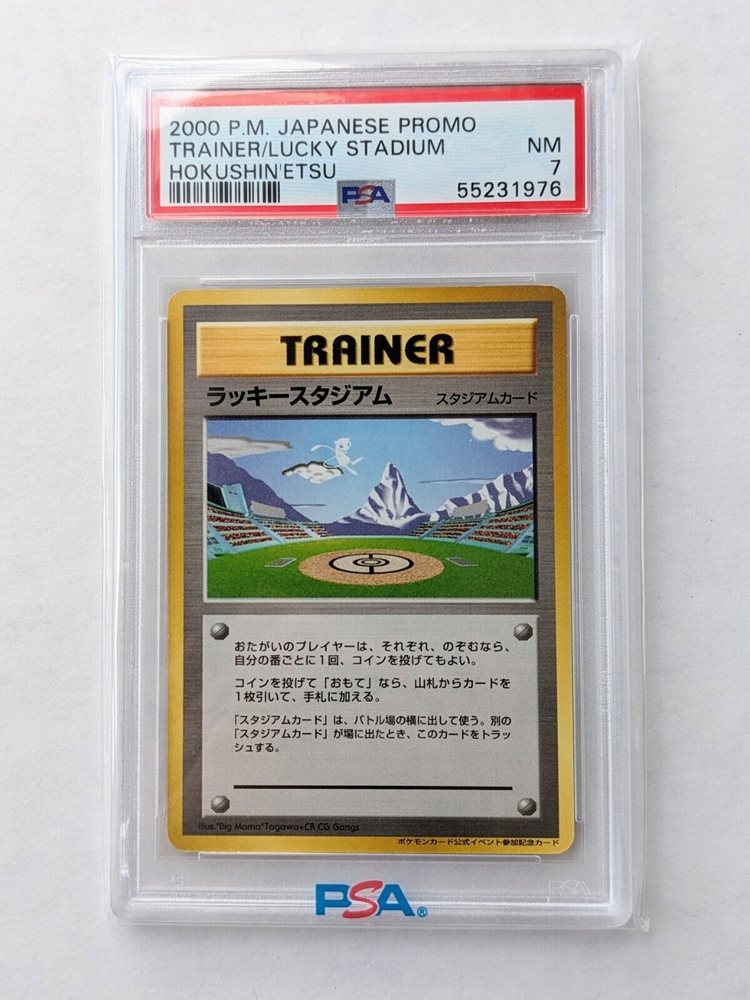 2000 P.M. JAPANESE PROMO
TRAINER/LUCKY STADIUM NM
HOKUSHIN'ETSU 7
PSA 55231976
TRAINER
ラッキースタジアム スタジアムカード
おたがいのプレイヤーは、それぞれ、のぞむなら、
自分の番ごとに1回、コインを投げてもよい。
コインを投げて「おもて」なら、山札からカードを
1枚引いて、手札に加える。
「スタジアムカード」は、バトル場の横に出して使う。別の
「スタジアムカード」が場に出たとき、このカードをトラッ
シュする。
Illus."Big Mama"Tagawa+CR CG Gangs
ポケモンカード公式イベント参加記念カード
PSA
PSA®